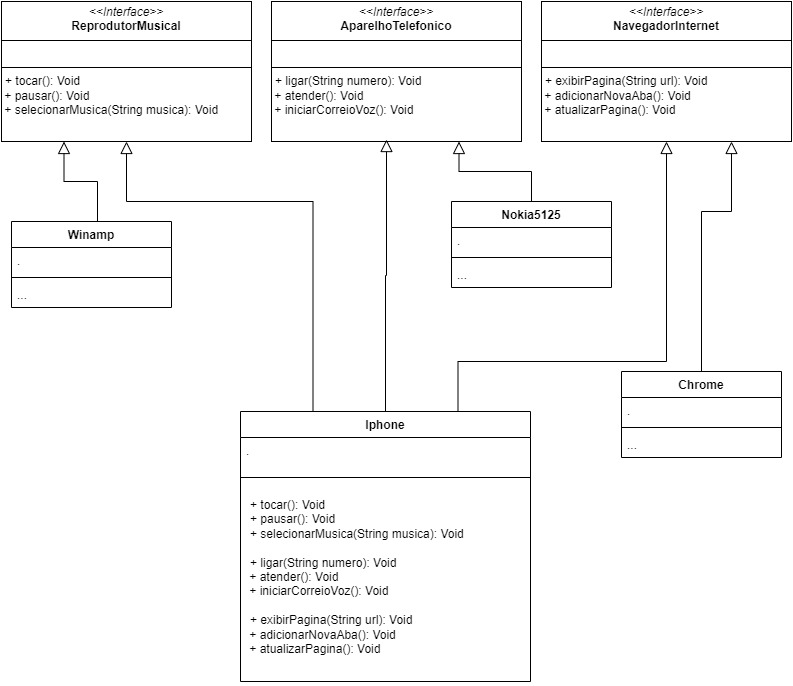 <<Interface>>
ReprodutorMusical
+ tocar(): Void
+ pausar(): Void
+ selecionarMusica(String musica): Void
<<Interface>>
AparelhoTelefonico
+ ligar(String numero): Void
+ atender(): Void
+ iniciarCorreioVoz(): Void
<<Interface>>
NavegadorInternet
+ exibirPagina(String url): Void
+ adicionarNovaAba(): Void
+ atualizarPagina(): Void
Winamp
.
...
Nokia5125
.
...
Chrome
.
...
Iphone
.
+ tocar(): Void
+ pausar(): Void
+ selecionarMusica(String musica): Void
+ ligar(String numero): Void
+ atender(): Void
+ iniciarCorreioVoz(): Void
+ exibirPagina(String url): Void
+ adicionarNovaAba(): Void
+ atualizarPagina(): Void